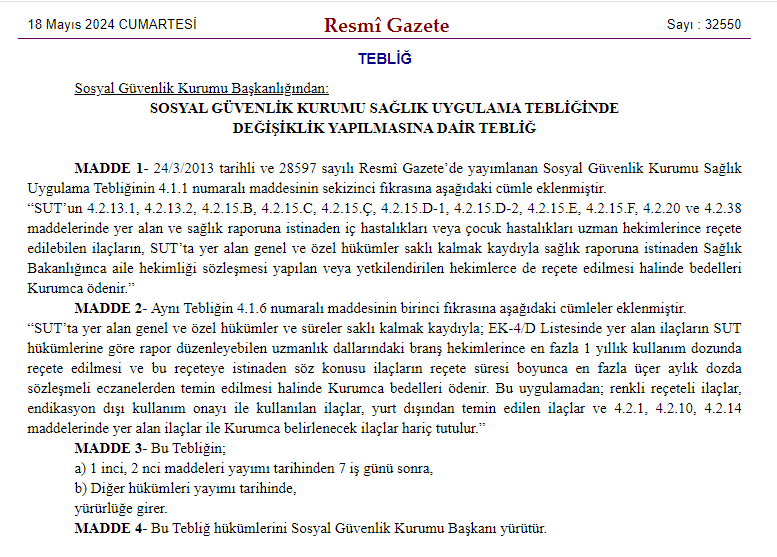 18 Mayıs 2024 CUMARTESİ
Resmî Gazete
Sayı : 32550
TEBLİĞ
Sosyal Güvenlik Kurumu Başkanlığından:
SOSYAL GÜVENLİK KURUMU SAĞLIK UYGULAMA TEBLİĞİNDE
DEĞİŞİKLİK YAPILMASINA DAİR TEBLİĞ
MADDE 1- 24/3/2013 tarihli ve 28597 sayılı Resmî Gazete’de yayımlanan Sosyal Güvenlik Kurumu Sağlık
Uygulama Tebliğinin 4.1.1 numaralı maddesinin sekizinci fıkrasına aşağıdaki cümle eklenmiştir.
“SUT’un 4.2.13.1, 4.2.13.2, 4.2.15.B, 4.2.15.C, 4.2.15.Ç, 4.2.15.D-1, 4.2.15.D-2, 4.2.15.E, 4.2.15.F, 4.2.20 ve 4.2.38
maddelerinde yer alan ve sağlık raporuna istinaden iç hastalıkları veya çocuk hastalıkları uzman hekimlerince reçete
edilebilen ilaçların, SUT’ta yer alan genel ve özel hükümler saklı kalmak kaydıyla sağlık raporuna istinaden Sağlık
Bakanlığınca aile hekimliği sözleşmesi yapılan veya yetkilendirilen hekimlerce de reçete edilmesi halinde bedelleri
Kurumca ödenir.”
MADDE 2- Aynı Tebliğin 4.1.6 numaralı maddesinin birinci fıkrasına aşağıdaki cümleler eklenmiştir.
“SUT’ta yer alan genel ve özel hükümler ve süreler saklı kalmak kaydıyla; EK-4/D Listesinde yer alan ilaçların SUT
hükümlerine göre rapor düzenleyebilen uzmanlık dallarındaki branş hekimlerince en fazla 1 yıllık kullanım dozunda
reçete edilmesi ve bu reçeteye istinaden söz konusu ilaçların reçete süresi boyunca en fazla üçer aylık dozda
sözleşmeli eczanelerden temin edilmesi halinde Kurumca bedelleri ödenir. Bu uygulamadan; renkli reçeteli ilaçlar,
endikasyon dışı kullanım onayı ile kullanılan ilaçlar, yurt dışından temin edilen ilaçlar ve 4.2.1, 4.2.10, 4.2.14
maddelerinde yer alan ilaçlar ile Kurumca belirlenecek ilaçlar hariç tutulur.”
MADDE 3- Bu Tebliğin;
a) 1 inci, 2 nci maddeleri yayımı tarihinden 7 iş günü sonra,
b) Diğer hükümleri yayımı tarihinde,
yürürlüğe girer.
MADDE 4- Bu Tebliğ hükümlerini Sosyal Güvenlik Kurumu Başkanı yürütür.